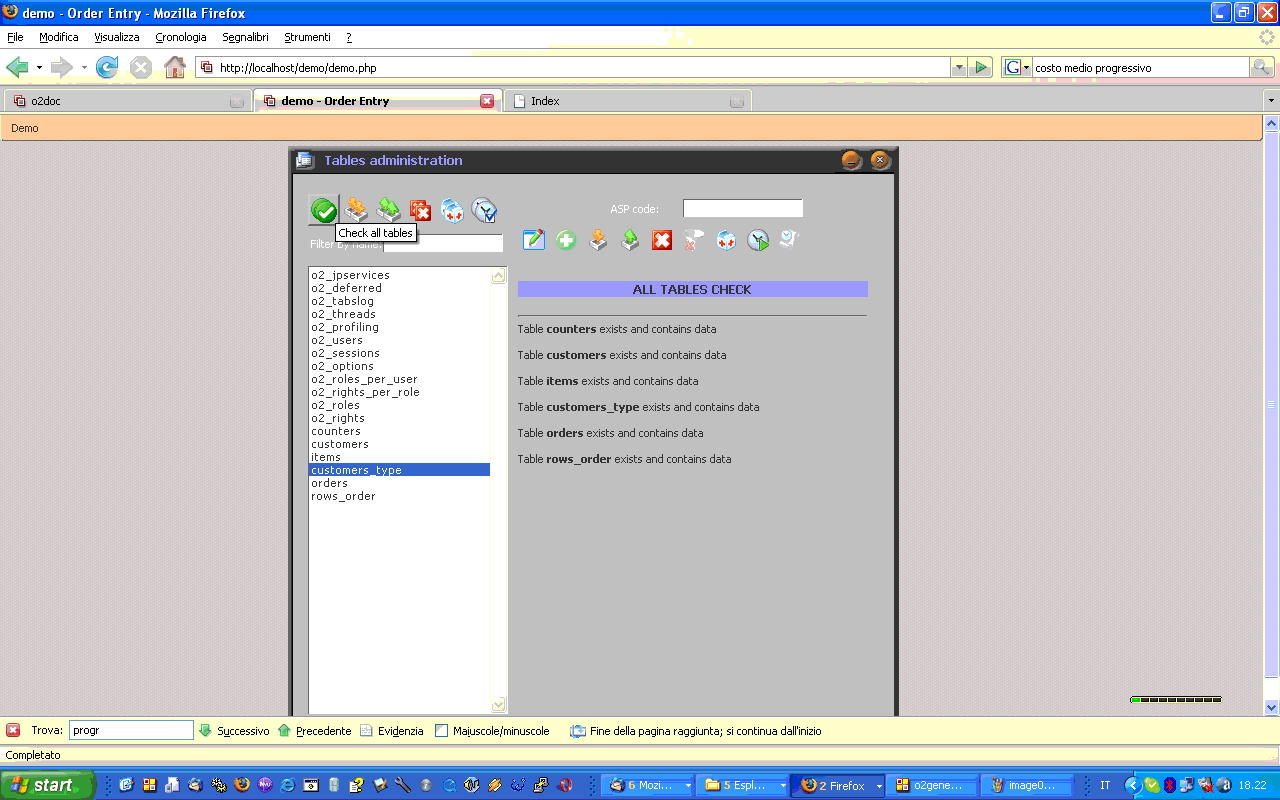 demo - Order Entry - Mozilla Firefox
File Modifica Visualizza Cronologia Segnalibri Strumenti ?
http://localhost/demo/demo.php
G costo medio progressivo
o2doc
demo - Order Entry
Index
Demo
Tables administration
ASP code:
Check all tables
Filter by name:
o2_jpservices
o2_deferred
o2_tabslog
o2_threads
o2_profiling
o2_users
o2_sessions
o2_options
o2_roles_per_user
o2_rights_per_role
o2_roles
o2_rights
counters
customers
items
customers_type
orders
rows_order
ALL TABLES CHECK
Table counters exists and contains data
Table customers exists and contains data
Table items exists and contains data
Table customers_type exists and contains data
Table orders exists and contains data
Table rows_order exists and contains data
Trova: progr Successivo Precedente Evidenzia Maiuscole/minuscole Fine della pagina raggiunta; si continua dall'inizio
Completato
start 6 Mozi... 5 Espl... 2 Firefox o2gene... image0... IT 18.22